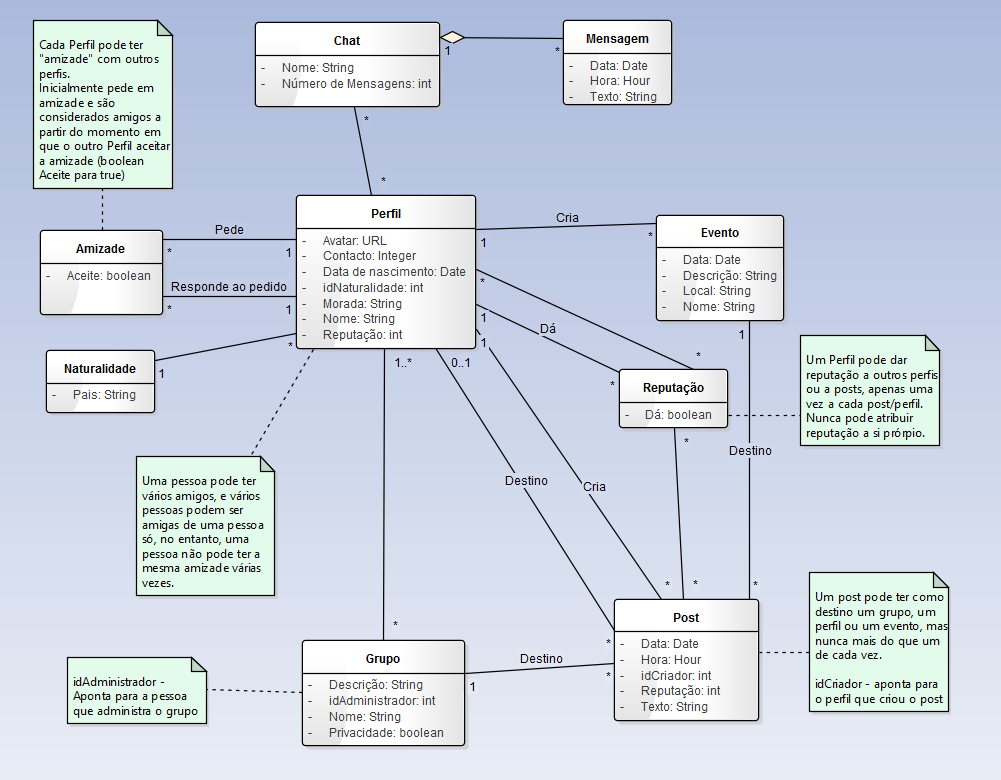 Cada Perfil pode ter
"amizade" com outros
perfis.
Inicialmente pede em
amizade e são
considerados amigos a
partir do momento em
que o outro Perfil aceitar
a amizade (boolean
Aceite para true)
Chat
- Nome: String
- Número de Mensagens: int
1
*
Mensagem
- Data: Date
- Hora: Hour
- Texto: String
*
*
Amizade
- Aceite: boolean
Pede
*
1
Responde ao pedido
*
1
Perfil
- Avatar: URL
- Contacto: Integer
- Data de nascimento: Date
- idNaturalidade: int
- Morada: String
- Nome: String
- Reputação: int
Cria
1
*
Evento
- Data: Date
- Descrição: String
- Local: String
- Nome: String
Naturalidade
- Pais: String
1
*
*
*
1
Dá
*
Reputação
- Dá: boolean
Um Perfil pode dar
reputação a outros perfis
ou a posts, apenas uma
vez a cada post/perfil.
Nunca pode atribuir
reputação a si prórpio.
1
Destino
*
1..*
*
0..1
Destino
*
1
Cria
*
*
*
Uma pessoa pode ter
vários amigos, e vários
pessoas podem ser
amigas de uma pessoa
só, no entanto, uma
pessoa não pode ter a
mesma amizade várias
vezes.
Post
- Data: Date
- Hora: Hour
- idCriador: int
- Reputação: int
- Texto: String
Um post pode ter como
destino um grupo, um
perfil ou um evento, mas
nunca mais do que um
de cada vez.
idCriador - aponta para
o perfil que criou o post
idAdministrador -
Aponta para a pessoa
que administra o grupo
Grupo
- Descrição: String
- idAdministrador: int
- Nome: String
- Privacidade: boolean
Destino
1
*